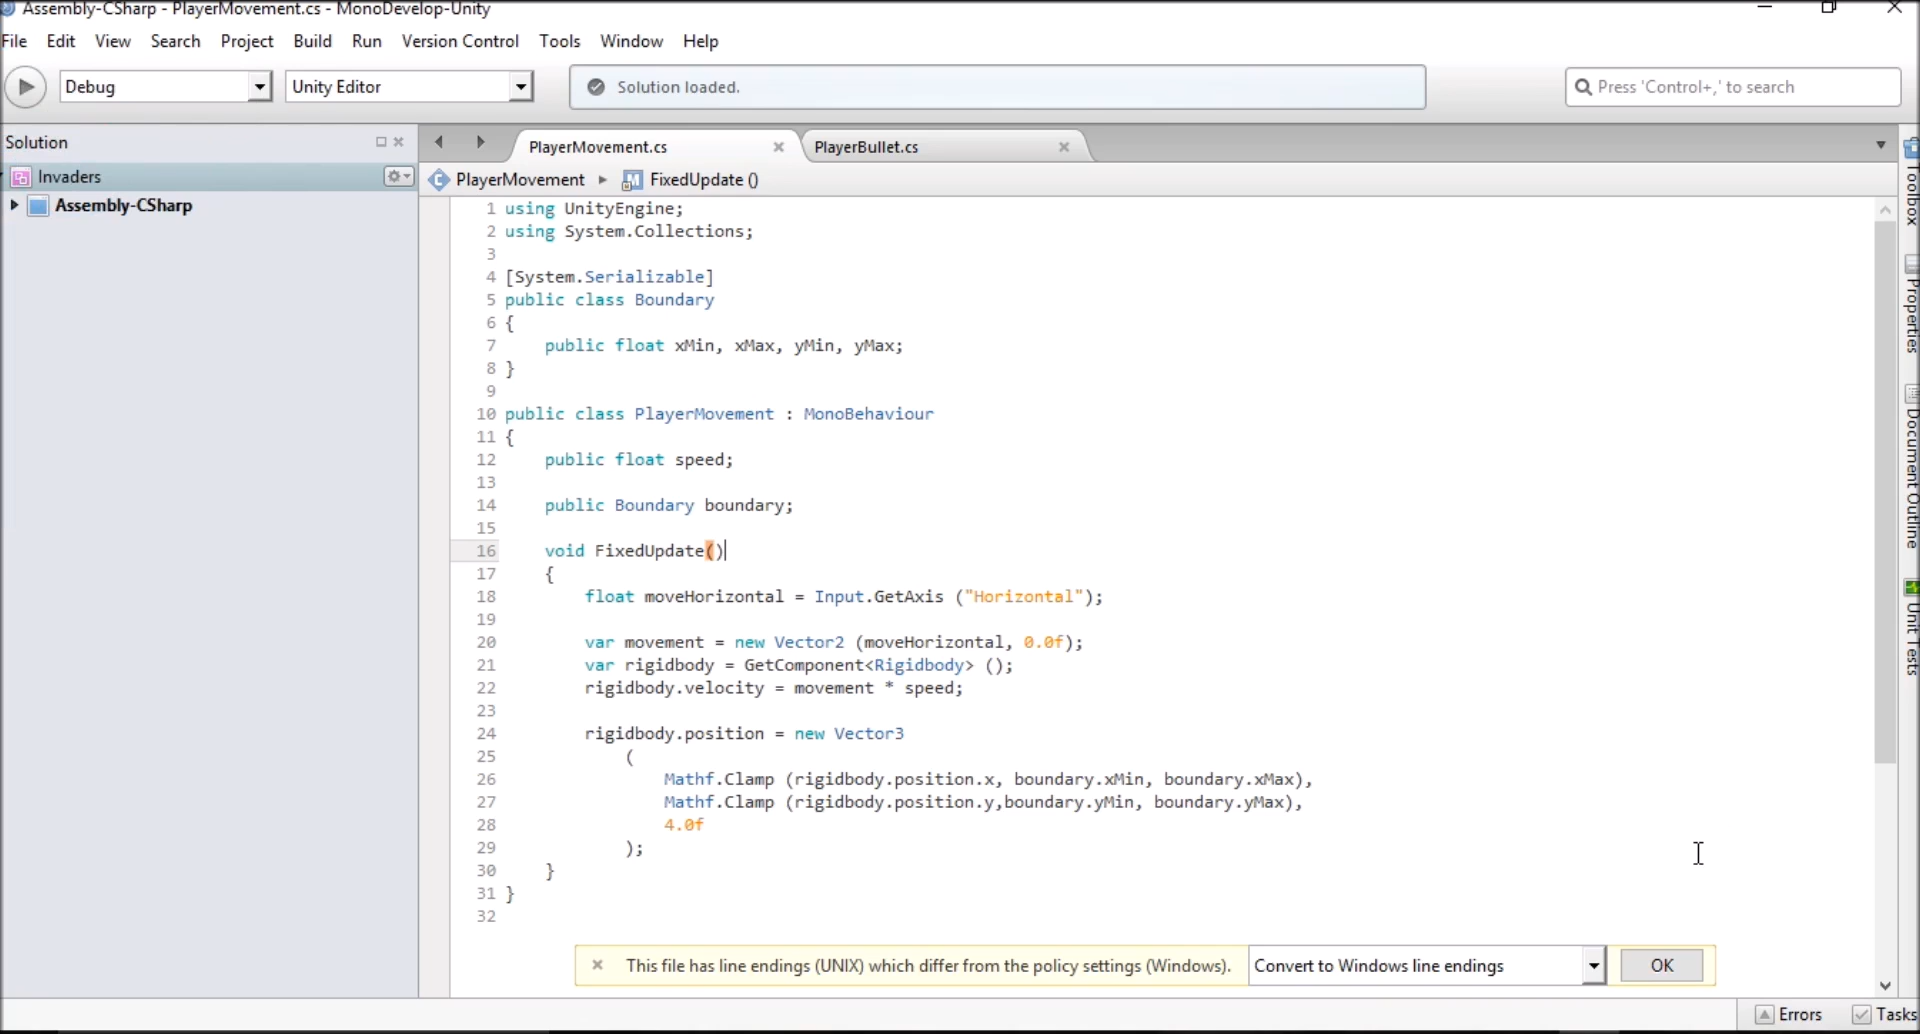 Assembly-CSharp - PlayerMovement.cs - MonoDevelop-Unity
File Edit View Search Project Build Run Version Control Tools Window Help
Debug Unity Editor Solution loaded. Press 'Control+,' to search
Solution
PlayerMovement.cs PlayerBullet.cs
Invaders
PlayerMovement FixedUpdate ()
Assembly-CSharp
1 using UnityEngine;
2 using System.Collections;
3
4 [System.Serializable]
5 public class Boundary
6 {
7     public float xMin, xMax, yMin, yMax;
8 }
9
10 public class PlayerMovement : MonoBehaviour
11 {
12     public float speed;
13
14     public Boundary boundary;
15
16     void FixedUpdate()
17     {
18         float moveHorizontal = Input.GetAxis ("Horizontal");
19
20         var movement = new Vector2 (moveHorizontal, 0.0f);
21         var rigidbody = GetComponent<Rigidbody> ();
22         rigidbody.velocity = movement * speed;
23
24         rigidbody.position = new Vector3
25             (
26                 Mathf.Clamp (rigidbody.position.x, boundary.xMin, boundary.xMax),
27                 Mathf.Clamp (rigidbody.position.y,boundary.yMin, boundary.yMax),
28                 4.0f
29             );
30     }
31 }
32
This file has line endings (UNIX) which differ from the policy settings (Windows). Convert to Windows line endings OK
Toolbox
Properties
Document Outline
Unit Tests
Errors Tasks